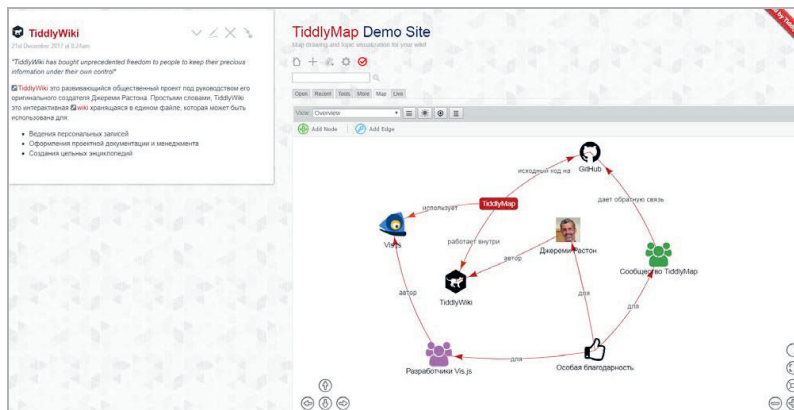 TiddlyWiki
21st December 2017 at 8:24am
"TiddlyWiki has bought unprecedented freedom to people to keep their precious
information under their own control"
TiddlyWiki это развивающийся общественный проект под руководством его
оригинального создателя Джереми Растона. Простыми словами, TiddlyWiki
это интерактивная wiki хранящаяся в едином файле, которая может быть
использована для.
Ведения персональных записей
Оформления проектной документации и менеджмента
Создания цельных энциклопедий
TiddlyMap Demo Site
Map drawing and topic visualization for your wiki!
by Tiddly
Open Recent Tools More Map Live
View: Overview
Add Node Add Edge
GitHub
исходный код на
использует
TiddlyMap
дает обратную связь
Vis.js
работает внутри
Джереми Растон
автор
Сообщество TiddlyMap
TiddlyWiki
автор
для
для
для
Разработчики Vis.js
Особая благодарность